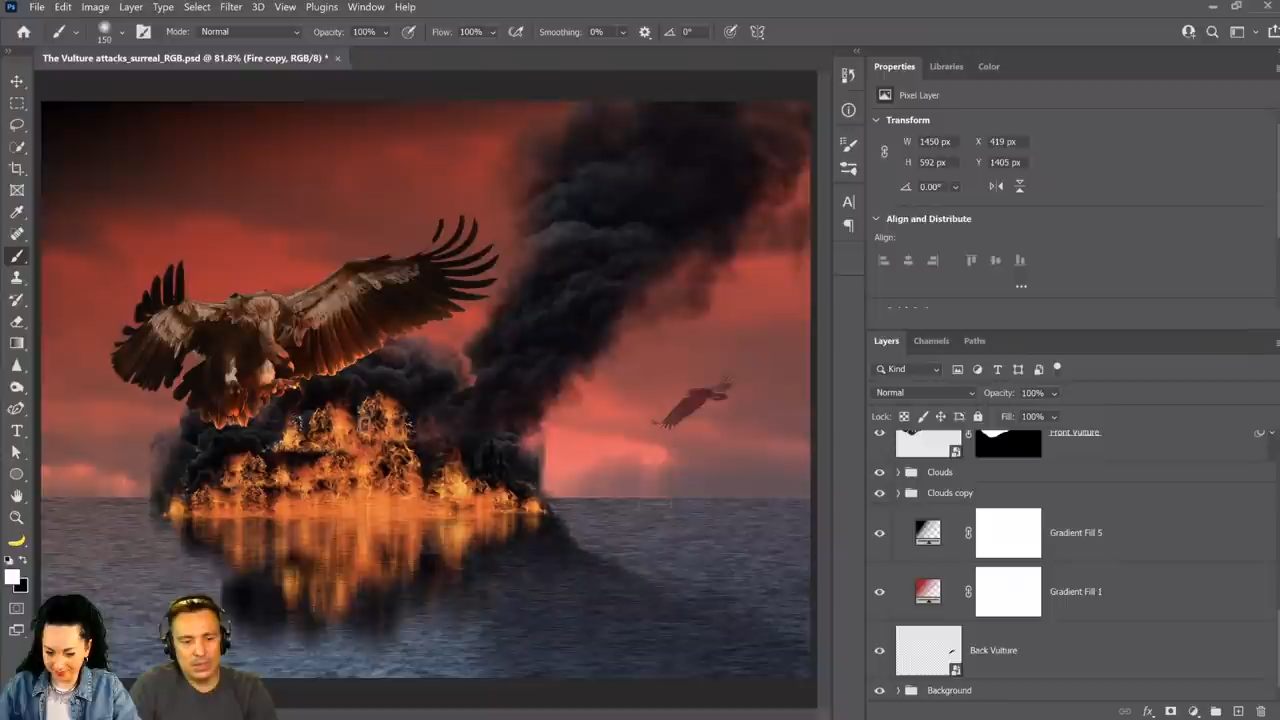 Ps File Edit Image Layer Type Select Filter 3D View Plugins Window Help
150 Mode: Normal Opacity: 100% Flow: 100% Smoothing: 0% 0°
The Vulture attacks_surreal_RGB.psd @ 81.8% (Fire copy, RGB/8) * ×
Properties Libraries Color
Pixel Layer
Transform
W 1450 px X 419 px
H 592 px Y 1405 px
0.00°
Align and Distribute
Align:
Layers Channels Paths
Kind
Normal Opacity: 100%
Lock: Fill: 100%
Front Vulture
Clouds
Clouds copy
Gradient Fill 5
Gradient Fill 1
Back Vulture
Background